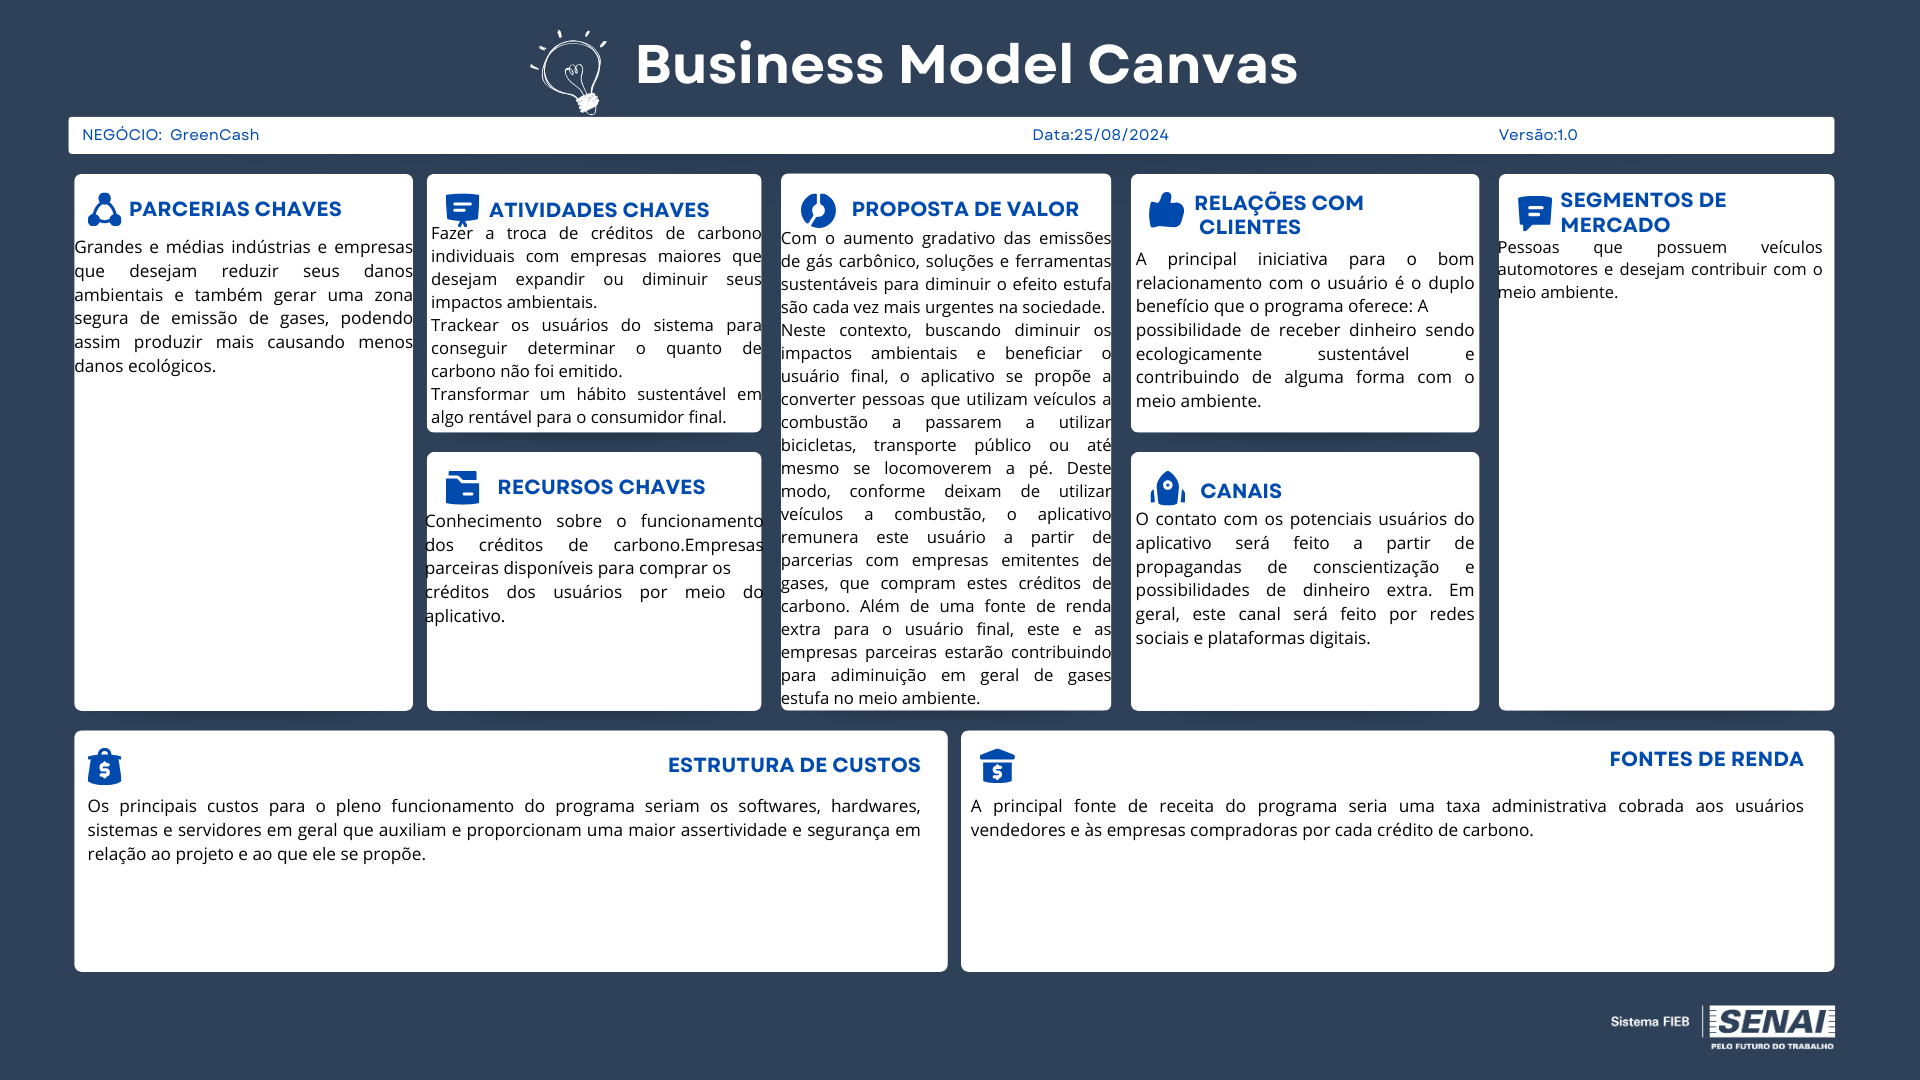 Business Model Canvas
NEGÓCIO: GreenCash
Data:25/08/2024
Versão:1.0
PARCERIAS CHAVES
Grandes e médias indústrias e empresas
que desejam reduzir seus danos
ambientais e também gerar uma zona
segura de emissão de gases, podendo
assim produzir mais causando menos
danos ecológicos.
ATIVIDADES CHAVES
Fazer a troca de créditos de carbono
individuais com empresas maiores que
desejam expandir ou diminuir seus
impactos ambientais.
Trackear os usuários do sistema para
conseguir determinar o quanto de
carbono não foi emitido.
Transformar um hábito sustentável em
algo rentável para o consumidor final.
RECURSOS CHAVES
Conhecimento sobre o funcionamento
dos créditos de carbono.Empresas
parceiras disponíveis para comprar os
créditos dos usuários por meio do
aplicativo.
PROPOSTA DE VALOR
Com o aumento gradativo das emissões
de gás carbônico, soluções e ferramentas
sustentáveis para diminuir o efeito estufa
são cada vez mais urgentes na sociedade.
Neste contexto, buscando diminuir os
impactos ambientais e beneficiar o
usuário final, o aplicativo se propõe a
converter pessoas que utilizam veículos a
combustão a passarem a utilizar
bicicletas, transporte público ou até
mesmo se locomoverem a pé. Deste
modo, conforme deixam de utilizar
veículos a combustão, o aplicativo
remunera este usuário a partir de
parcerias com empresas emitentes de
gases, que compram estes créditos de
carbono. Além de uma fonte de renda
extra para o usuário final, este e as
empresas parceiras estarão contribuindo
para adiminuição em geral de gases
estufa no meio ambiente.
RELAÇÕES COM
CLIENTES
A principal iniciativa para o bom
relacionamento com o usuário é o duplo
benefício que o programa oferece: A
possibilidade de receber dinheiro sendo
ecologicamente sustentável e
contribuindo de alguma forma com o
meio ambiente.
CANAIS
O contato com os potenciais usuários do
aplicativo será feito a partir de
propagandas de conscientização e
possibilidades de dinheiro extra. Em
geral, este canal será feito por redes
sociais e plataformas digitais.
SEGMENTOS DE
MERCADO
Pessoas que possuem veículos
automotores e desejam contribuir com o
meio ambiente.
ESTRUTURA DE CUSTOS
Os principais custos para o pleno funcionamento do programa seriam os softwares, hardwares,
sistemas e servidores em geral que auxiliam e proporcionam uma maior assertividade e segurança em
relação ao projeto e ao que ele se propõe.
FONTES DE RENDA
A principal fonte de receita do programa seria uma taxa administrativa cobrada aos usuários
vendedores e às empresas compradoras por cada crédito de carbono.
Sistema FIEB
SENAI
PELO FUTURO DO TRABALHO